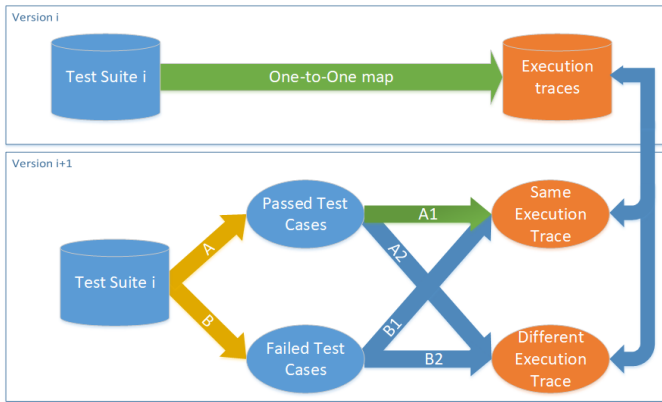 Version i
Test Suite i
One-to-One map
Execution
traces
Version i+1
Passed Test
Cases
A1
Same
Execution
Trace
A
A2
Test Suite i
B
B1
Failed Test
Cases
B2
Different
Execution
Trace